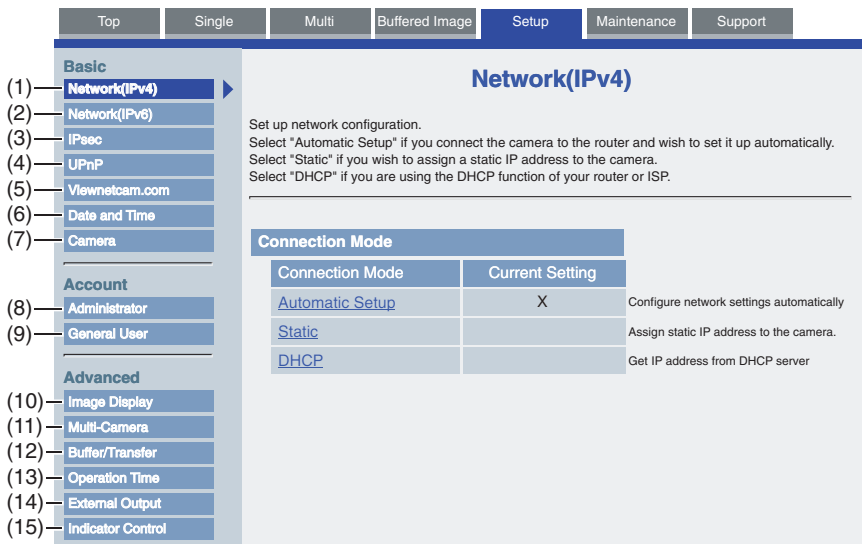 Top Single Multi Buffered Image Setup Maintenance Support
Basic
(1) Network(IPv4)
(2) Network(IPv6)
(3) IPsec
(4) UPnP
(5) Viewnetcam.com
(6) Date and Time
(7) Camera
Account
(8) Administrator
(9) General User
Advanced
(10) Image Display
(11) Multi-Camera
(12) Buffer/Transfer
(13) Operation Time
(14) External Output
(15) Indicator Control
Network(IPv4)
Set up network configuration.
Select "Automatic Setup" if you connect the camera to the router and wish to set it up automatically.
Select "Static" if you wish to assign a static IP address to the camera.
Select "DHCP" if you are using the DHCP function of your router or ISP.
Connection Mode
Connection Mode Current Setting
Automatic Setup X Configure network settings automatically
Static Assign static IP address to the camera.
DHCP Get IP address from DHCP server